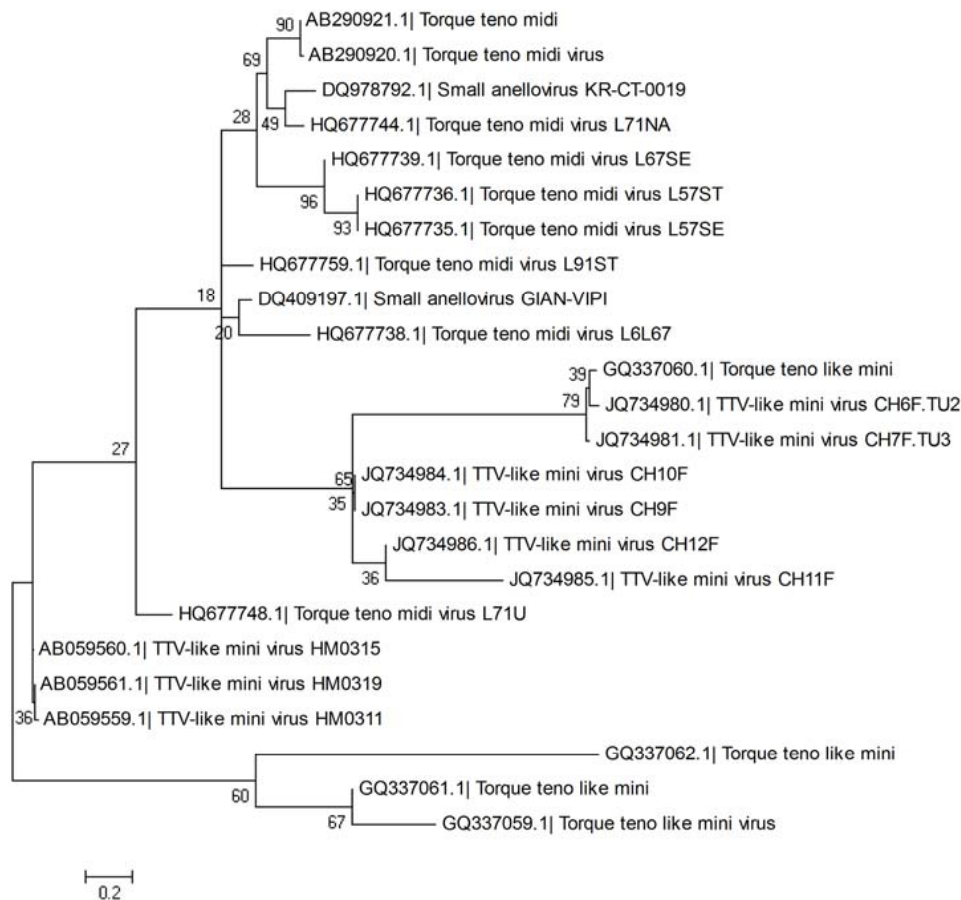 90
AB290921.1| Torque teno midi
AB290920.1| Torque teno midi virus
69
DQ978792.1| Small anellovirus KR-CT-0019
28
49
HQ677744.1| Torque teno midi virus L71NA
HQ677739.1| Torque teno midi virus L67SE
96
HQ677736.1| Torque teno midi virus L57ST
93
HQ677735.1| Torque teno midi virus L57SE
HQ677759.1| Torque teno midi virus L91ST
18
DQ409197.1| Small anellovirus GIAN-VIPI
20
HQ677738.1| Torque teno midi virus L6L67
39
GQ337060.1| Torque teno like mini
79
JQ734980.1| TTV-like mini virus CH6F.TU2
JQ734981.1| TTV-like mini virus CH7F.TU3
27
65
JQ734984.1| TTV-like mini virus CH10F
35
JQ734983.1| TTV-like mini virus CH9F
JQ734986.1| TTV-like mini virus CH12F
36
JQ734985.1| TTV-like mini virus CH11F
HQ677748.1| Torque teno midi virus L71U
AB059560.1| TTV-like mini virus HM0315
AB059561.1| TTV-like mini virus HM0319
36
AB059559.1| TTV-like mini virus HM0311
GQ337062.1| Torque teno like mini
60
GQ337061.1| Torque teno like mini
67
GQ337059.1| Torque teno like mini virus
0.2